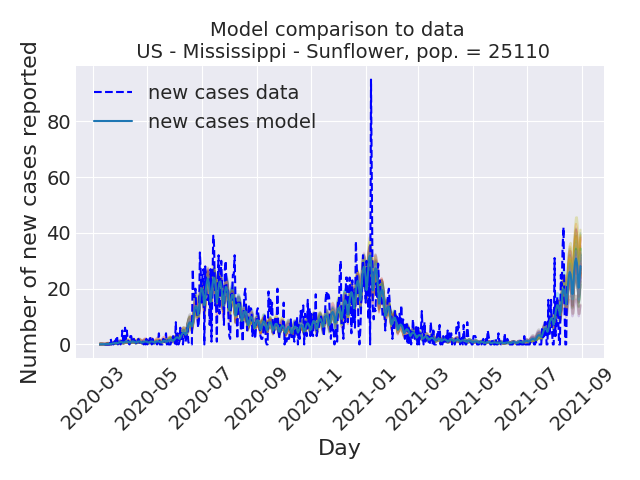 Model comparison to data
US - Mississippi - Sunflower, pop. = 25110
Number of new cases reported
new cases data
new cases model
80
60
40
20
0
2020-03
2020-05
2020-07
2020-09
2020-11
2021-01
2021-03
2021-05
2021-07
2021-09
Day